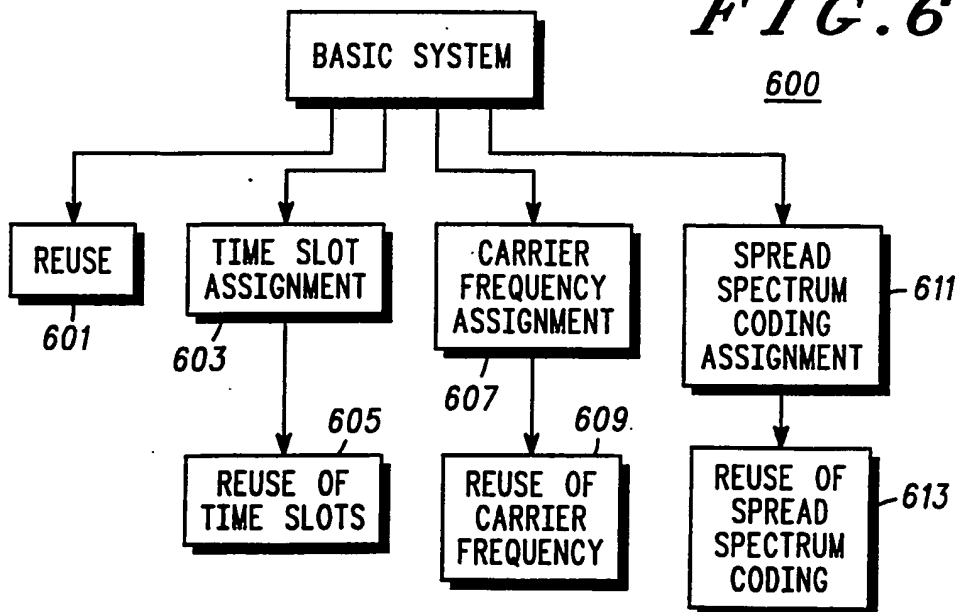 FIG.6
600
BASIC SYSTEM
REUSE
601
TIME SLOT
ASSIGNMENT
603
CARRIER
FREQUENCY
ASSIGNMENT
607
SPREAD
SPECTRUM
CODING
ASSIGNMENT
611
605
REUSE OF
TIME SLOTS
609
REUSE OF
CARRIER
FREQUENCY
REUSE OF
SPREAD
SPECTRUM
CODING
613